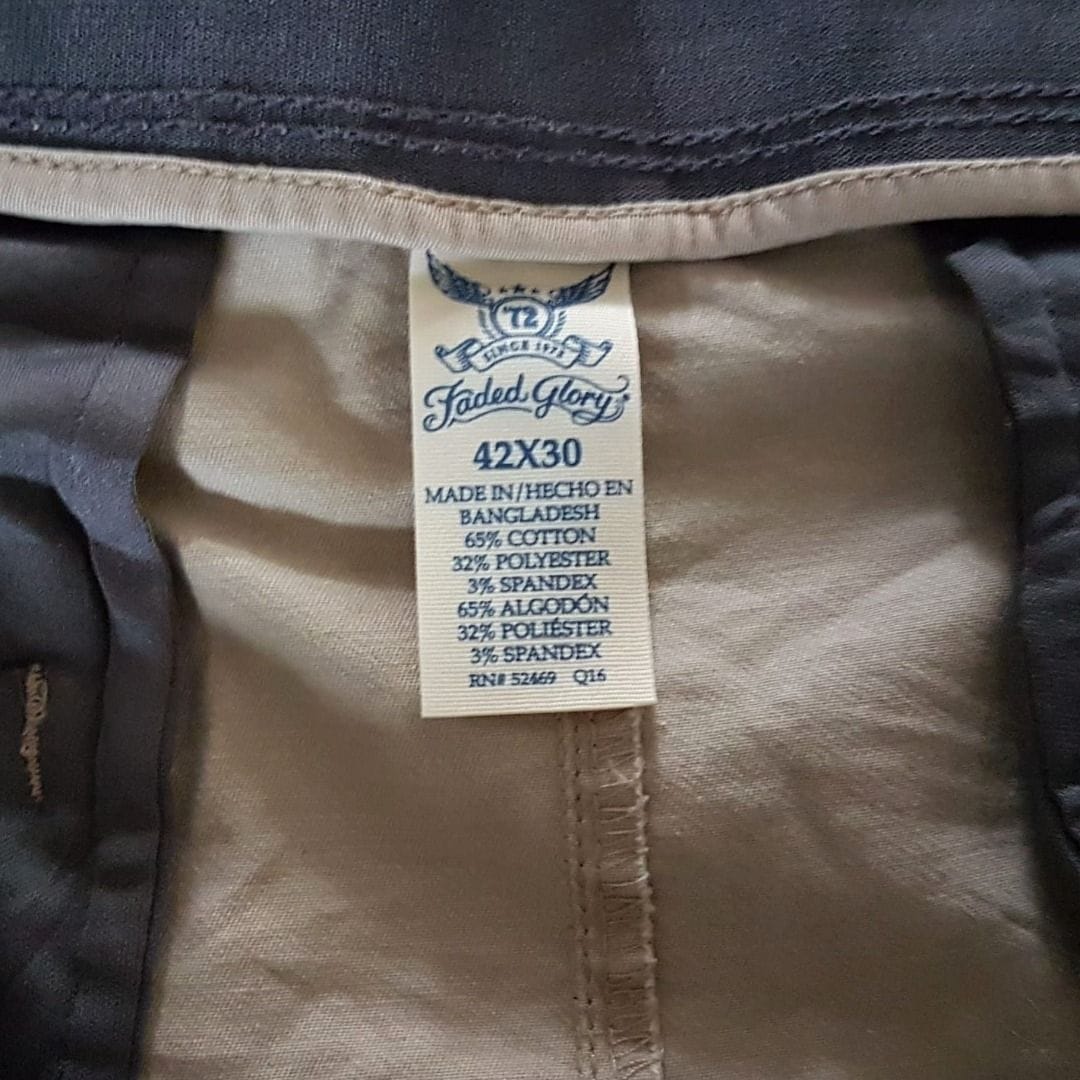 '72
SINCE 1972
Faded Glory
42X30
MADE IN/HECHO EN
BANGLADESH
65% COTTON
32% POLYESTER
3% SPANDEX
65% ALGODÓN
32% POLIÉSTER
3% SPANDEX
RN# 52469 Q16